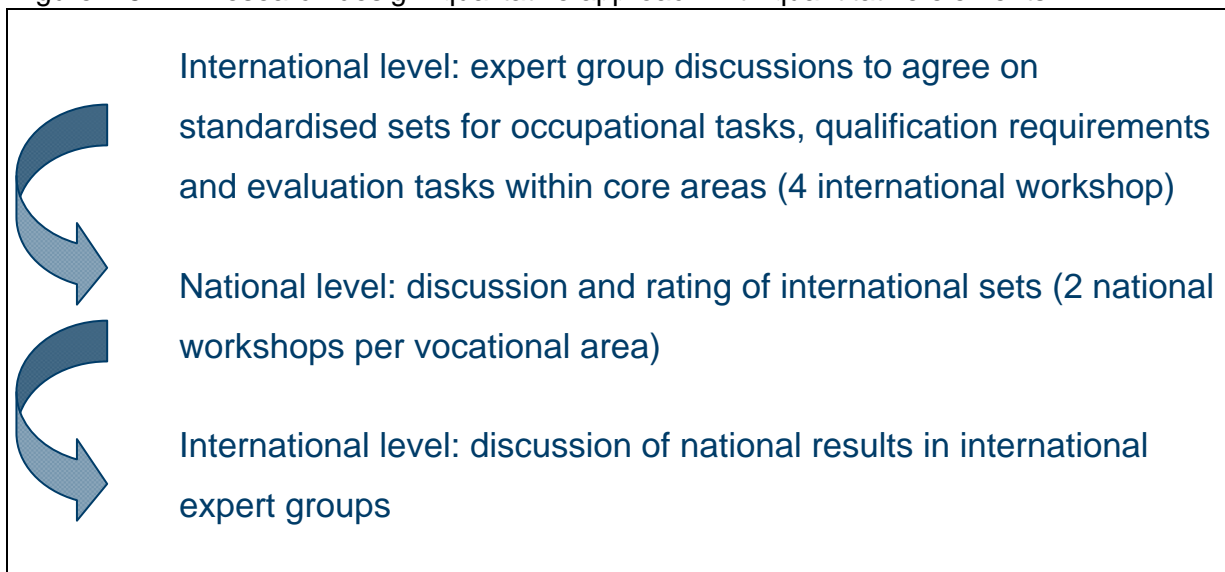 International level: expert group discussions to agree on
standardised sets for occupational tasks, qualification requirements
and evaluation tasks within core areas (4 international workshop)
National level: discussion and rating of international sets (2 national
workshops per vocational area)
International level: discussion of national results in international
expert groups